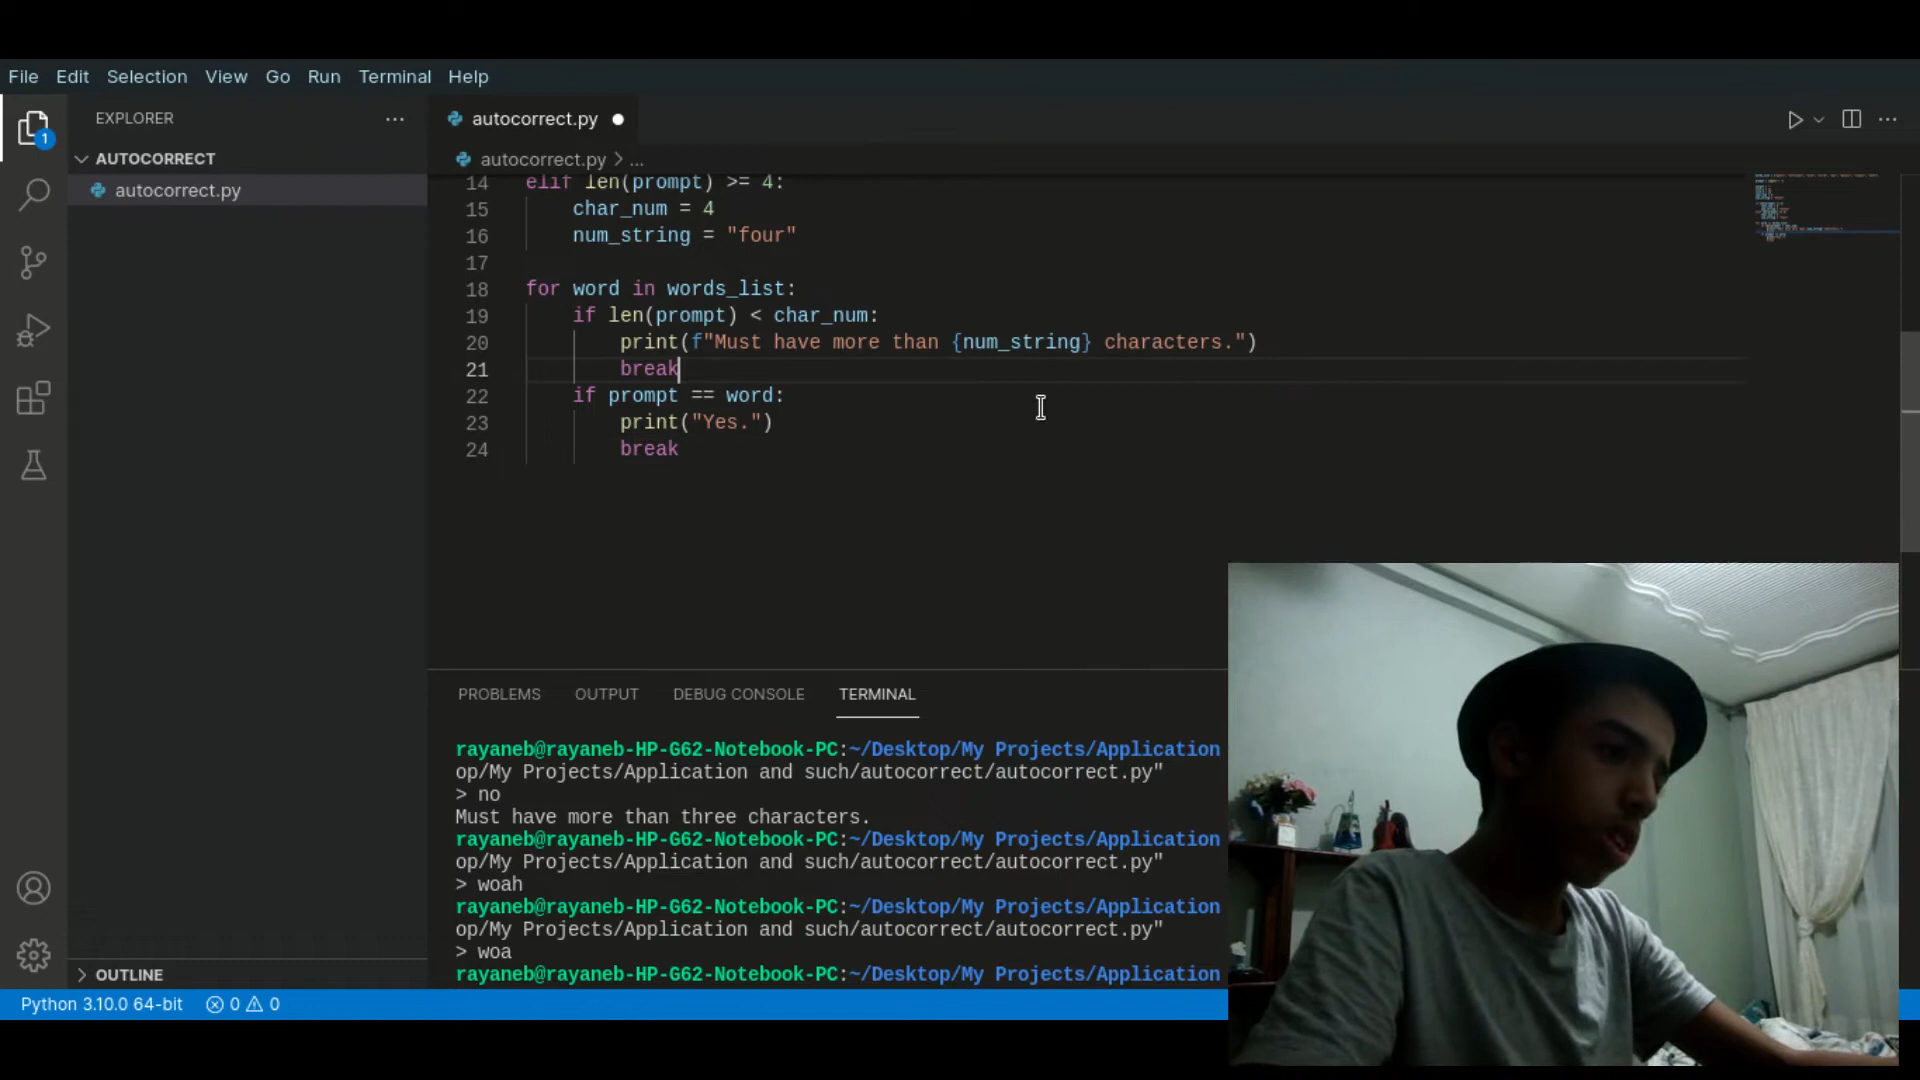 File Edit Selection View Go Run Terminal Help
EXPLORER
autocorrect.py
AUTOCORRECT
autocorrect.py > ...
autocorrect.py
14 elif len(prompt) >= 4:
15 char_num = 4
16 num_string = "four"
17
18 for word in words_list:
19 if len(prompt) < char_num:
20 print(f"Must have more than {num_string} characters.")
21 break
22 if prompt == word:
23 print("Yes.")
24 break
PROBLEMS OUTPUT DEBUG CONSOLE TERMINAL
rayaneb@rayaneb-HP-G62-Notebook-PC:~/Desktop/My Projects/Application
op/My Projects/Application and such/autocorrect/autocorrect.py"
> no
Must have more than three characters.
rayaneb@rayaneb-HP-G62-Notebook-PC:~/Desktop/My Projects/Application
op/My Projects/Application and such/autocorrect/autocorrect.py"
> woah
rayaneb@rayaneb-HP-G62-Notebook-PC:~/Desktop/My Projects/Application
op/My Projects/Application and such/autocorrect/autocorrect.py"
> woa
rayaneb@rayaneb-HP-G62-Notebook-PC:~/Desktop/My Projects/Application
OUTLINE
Python 3.10.0 64-bit 0 0
1